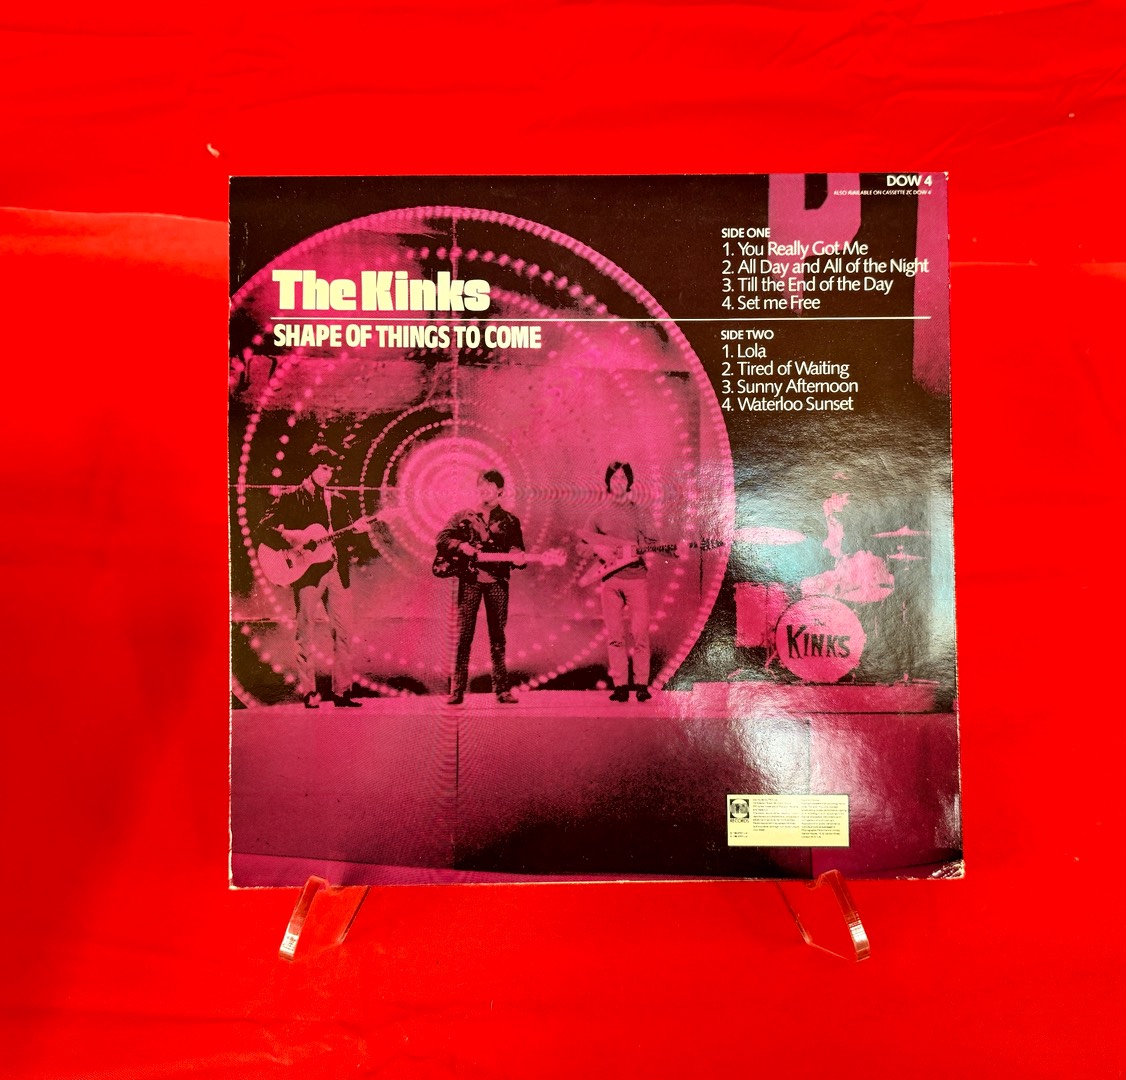 DOW 4
ALSO AVAILABLE ON CASSETTE ZC DOW 4
The Kinks
SHAPE OF THINGS TO COME
SIDE ONE
1. You Really Got Me
2. All Day and All of the Night
3. Till the End of the Day
4. Set me Free
SIDE TWO
1. Lola
2. Tired of Waiting
3. Sunny Afternoon
4. Waterloo Sunset
The
KINKS
RECORDS